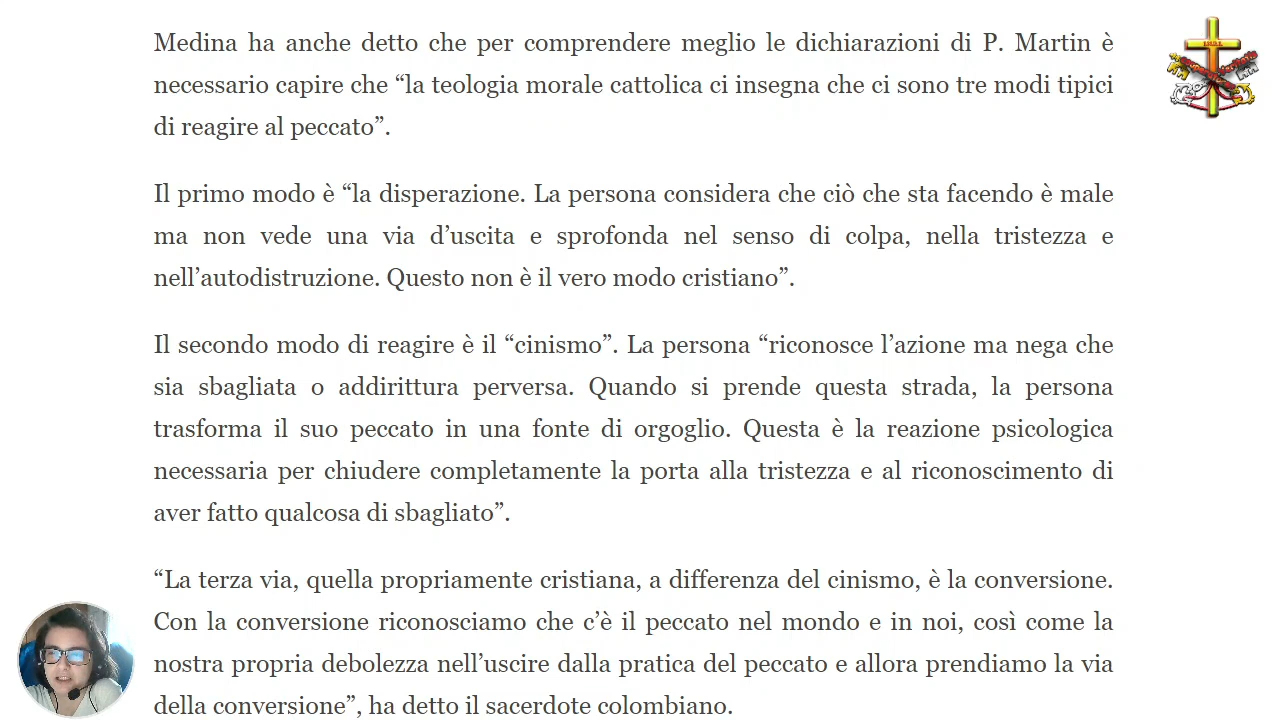 Medina ha anche detto che per comprendere meglio le dichiarazioni di P. Martin è
necessario capire che “la teologia morale cattolica ci insegna che ci sono tre modi tipici
di reagire al peccato”.
Il primo modo è “la disperazione. La persona considera che ciò che sta facendo è male
ma non vede una via d’uscita e sprofonda nel senso di colpa, nella tristezza e
nell’autodistruzione. Questo non è il vero modo cristiano”.
Il secondo modo di reagire è il “cinismo”. La persona “riconosce l’azione ma nega che
sia sbagliata o addirittura perversa. Quando si prende questa strada, la persona
trasforma il suo peccato in una fonte di orgoglio. Questa è la reazione psicologica
necessaria per chiudere completamente la porta alla tristezza e al riconoscimento di
aver fatto qualcosa di sbagliato”.
“La terza via, quella propriamente cristiana, a differenza del cinismo, è la conversione.
Con la conversione riconosciamo che c’è il peccato nel mondo e in noi, così come la
nostra propria debolezza nell’uscire dalla pratica del peccato e allora prendiamo la via
della conversione”, ha detto il sacerdote colombiano.